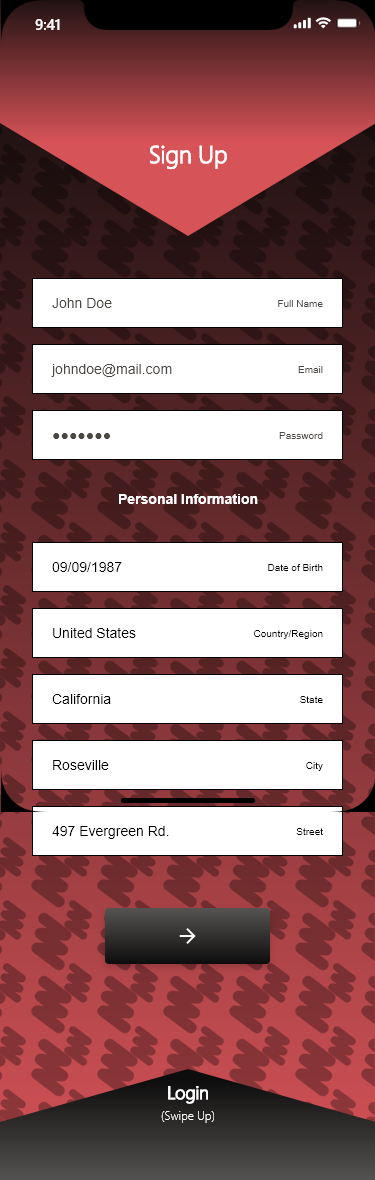 9:41
Sign Up
John Doe Full Name
johndoe@mail.com Email
●●●●●●● Password
Personal Information
09/09/1987 Date of Birth
United States Country/Region
California State
Roseville City
497 Evergreen Rd. Street
Login
(Swipe Up)